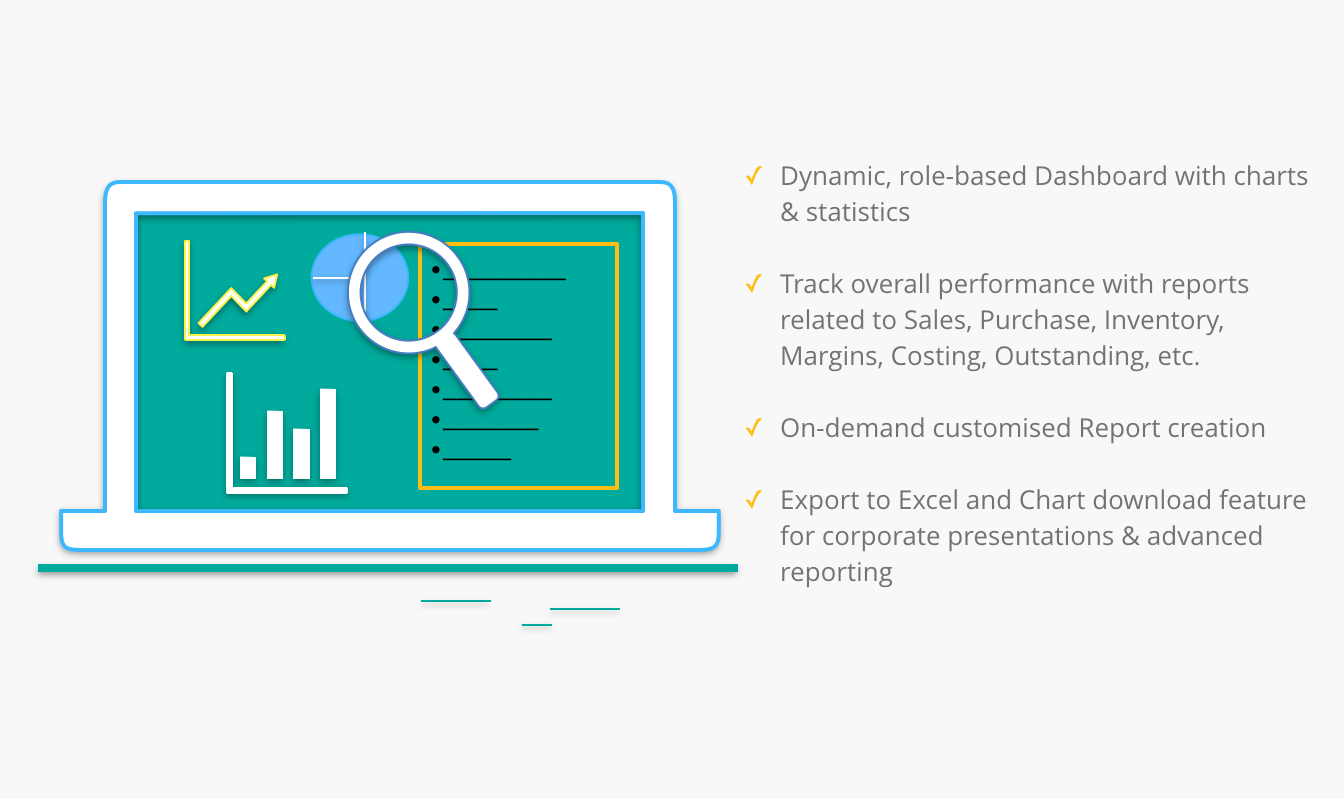 Dynamic, role-based Dashboard with charts
& statistics
Track overall performance with reports
related to Sales, Purchase, Inventory,
Margins, Costing, Outstanding, etc.
On-demand customised Report creation
Export to Excel and Chart download feature
for corporate presentations & advanced
reporting